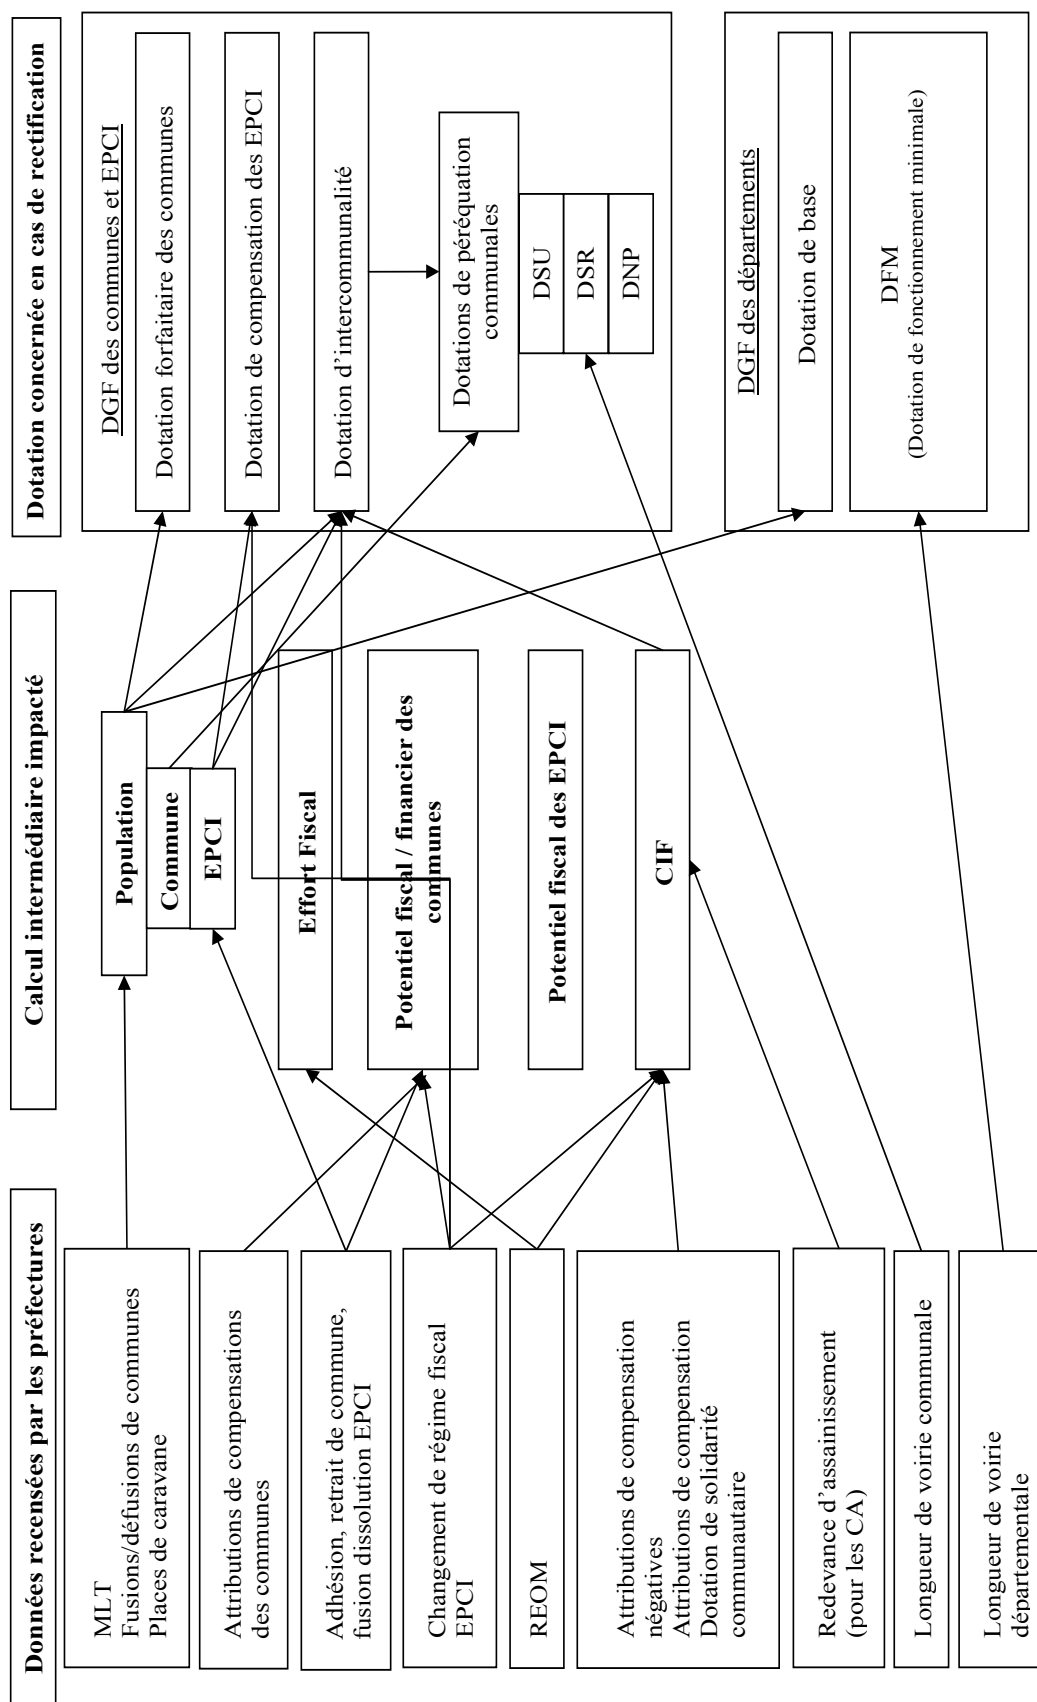 Données recensées par les préfectures
MLT
Fusions/défusions de communes
Places de caravane
Attributions de compensations
des communes
Adhésion, retrait de commune,
fusion dissolution EPCI
Changement de régime fiscal
EPCI
REOM
Attributions de compensation
négatives
Attributions de compensation
Dotation de solidarité
communautaire
Redevance d’assainissement
(pour les CA)
Longueur de voirie communale
Longueur de voirie
départementale
Calcul intermédiaire impacté
Population
Commune
EPCI
Effort Fiscal
Potentiel fiscal / financier des
communes
Potentiel fiscal des EPCI
CIF
Dotation concernée en cas de rectification
DGF des communes et EPCI
Dotation forfaitaire des communes
Dotation de compensation des EPCI
Dotation d’intercommunalité
Dotations de péréquation
communales
DSU
DSR
DNP
DGF des départements
Dotation de base
DFM
(Dotation de fonctionnement minimale)